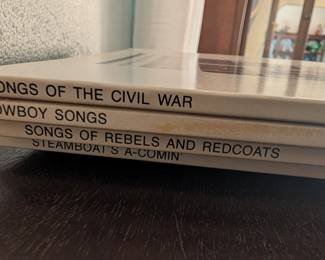 ONGS OF THE CIVIL WAR
OWBOY SONGS
SONGS OF REBELS AND REDCOATS
STEAMBOAT'S A-COMIN'